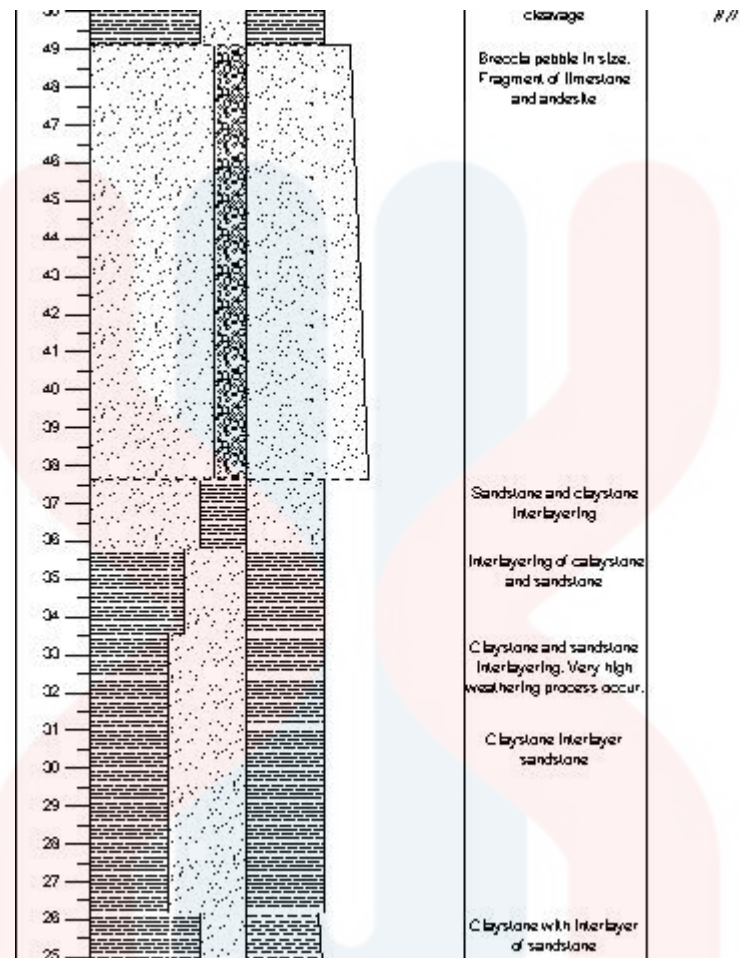 cleavage
49
Breccia pebble in size.
48
Fragment of limestone
and andesite
47
46
45
44
43
42
41
40
39
38
37
Sandstone and claystone
interlayering
36
Interlayering of calaystone
35
and sandstone
34
33
Claystone and sandstone
interlayering. Very high
32
weathering process occur.
31
Claystone interlayer
30
sandstone
29
28
27
26
Claystone with interlayer
of sandstone
25